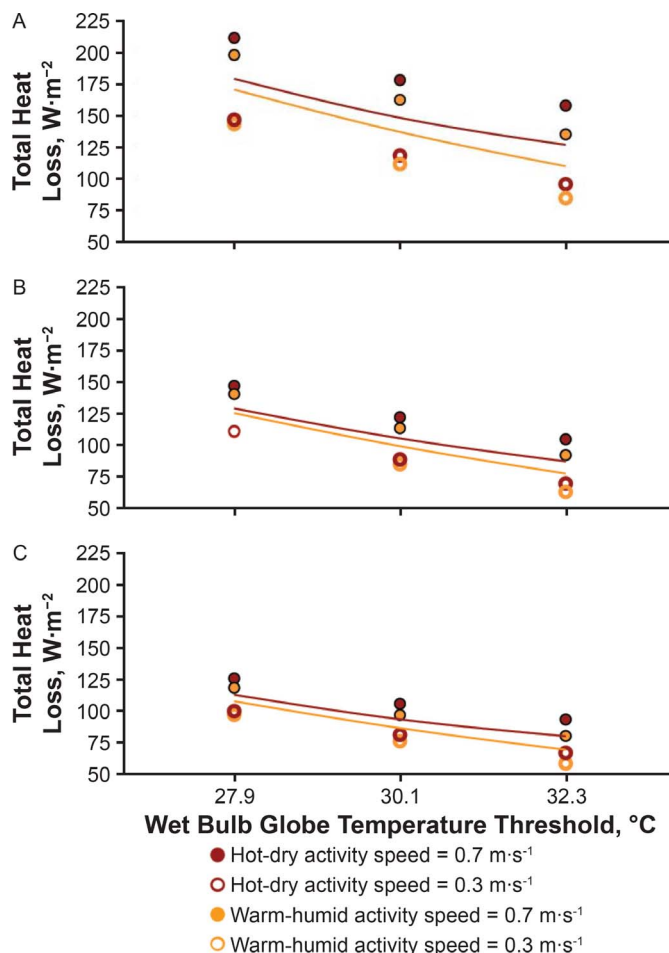 A
Total Heat
Loss, W·m⁻²
225
200
175
150
125
100
75
50
B
Total Heat
Loss, W·m⁻²
225
200
175
150
125
100
75
50
C
Total Heat
Loss, W·m⁻²
225
200
175
150
125
100
75
50
27.9
30.1
32.3
Wet Bulb Globe Temperature Threshold, °C
Hot-dry activity speed = 0.7 m·s⁻¹
Hot-dry activity speed = 0.3 m·s⁻¹
Warm-humid activity speed = 0.7 m·s⁻¹
Warm-humid activity speed = 0.3 m·s⁻¹